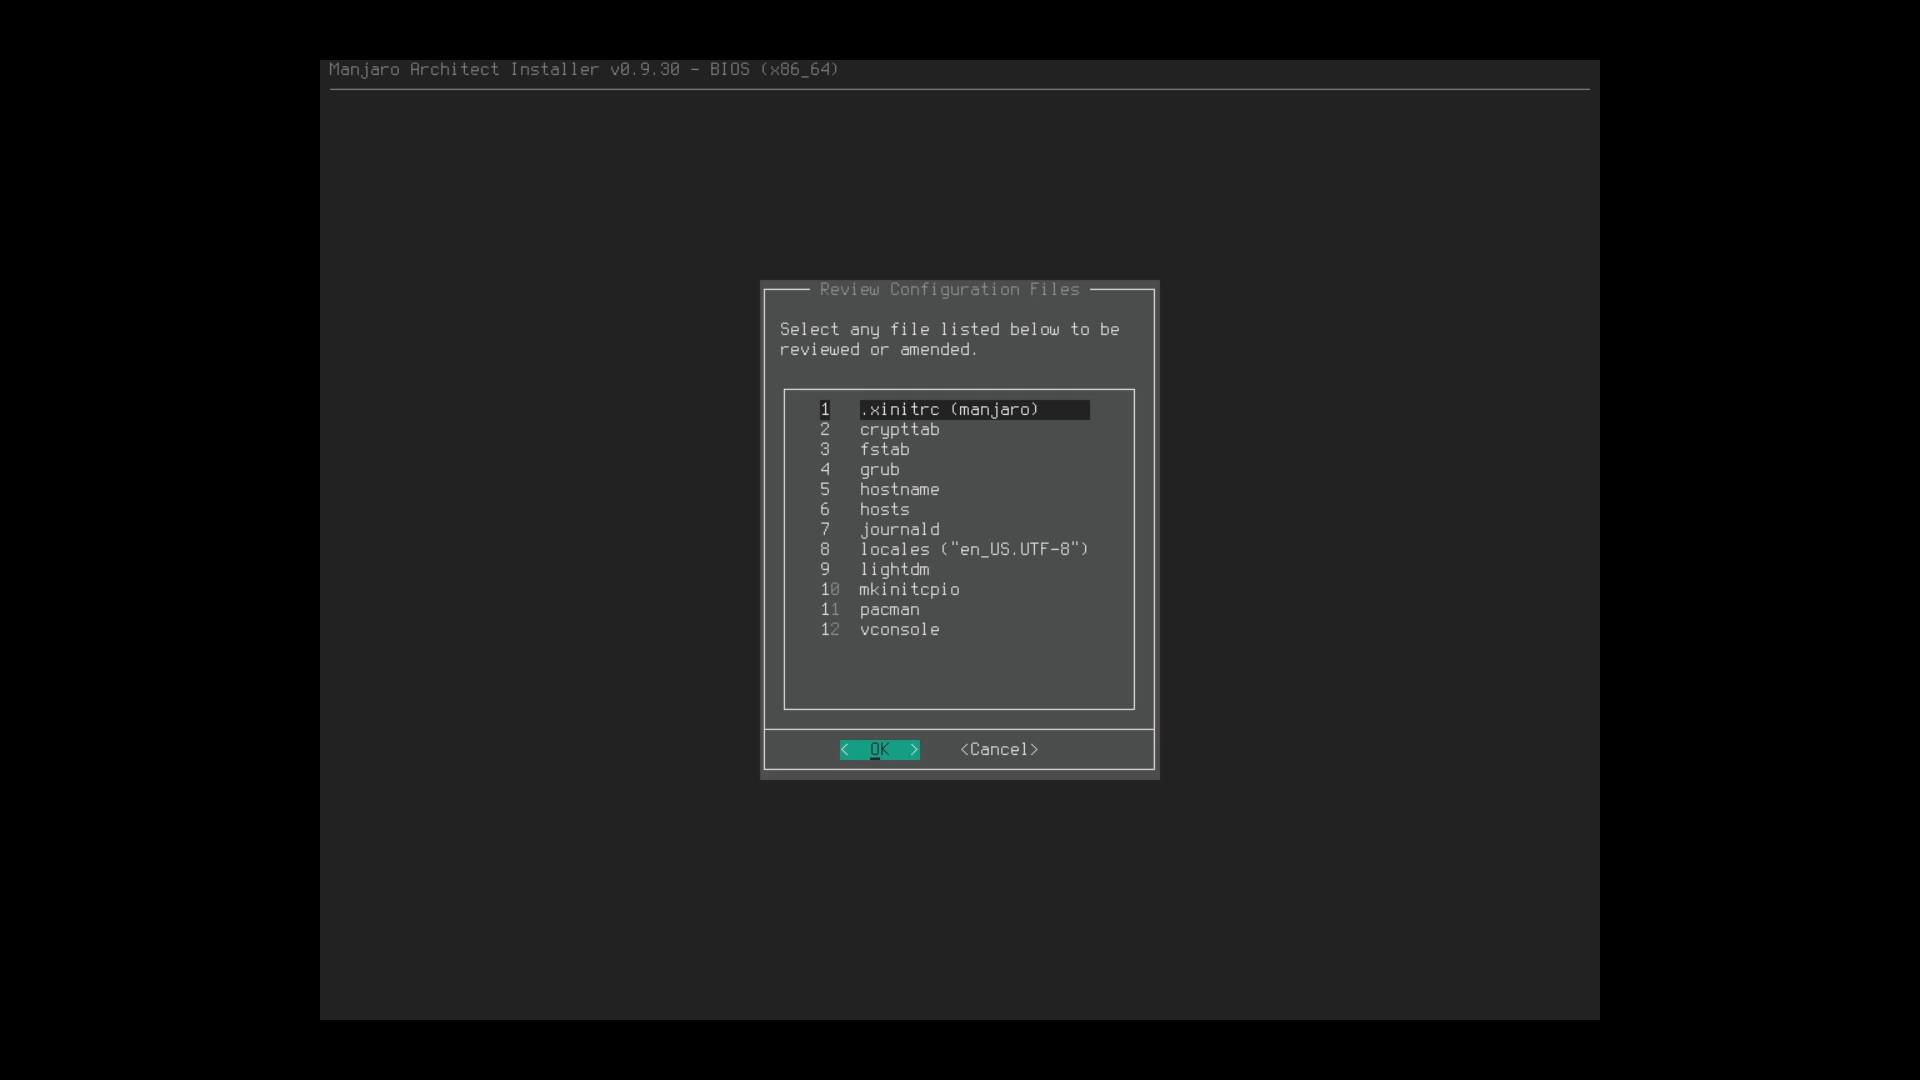 Manjaro Architect Installer v0.9.30 - BIOS (x86_64)
Review Configuration Files
Select any file listed below to be
reviewed or amended.
1 .xinitrc (manjaro)
2 crypttab
3 fstab
4 grub
5 hostname
6 hosts
7 journald
8 locales ("en_US.UTF-8")
9 lightdm
10 mkinitcpio
11 pacman
12 vconsole
< OK > <Cancel>